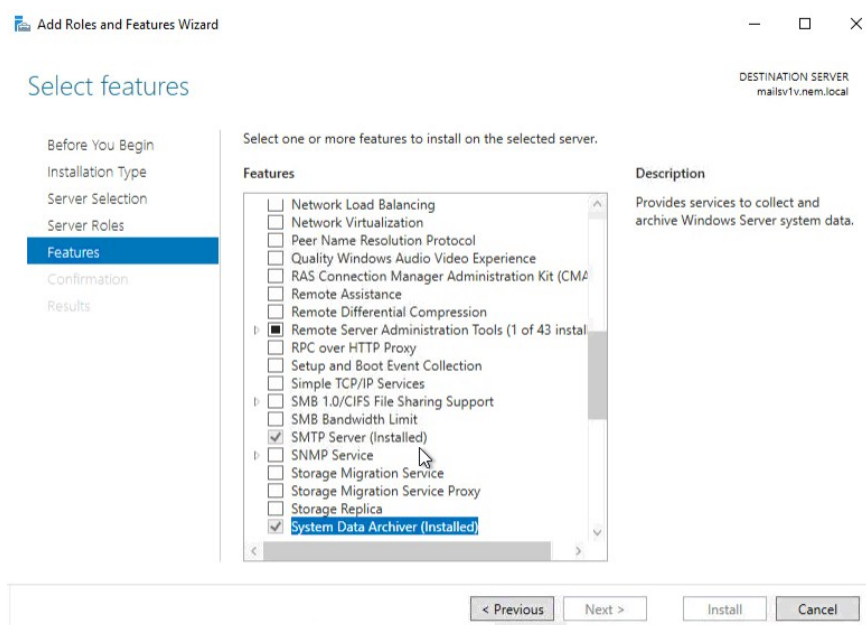 Add Roles and Features Wizard
Select features
DESTINATION SERVER
mailsv1v.nem.local
Before You Begin
Installation Type
Server Selection
Server Roles
Features
Confirmation
Results
Select one or more features to install on the selected server.
Features
Network Load Balancing
Network Virtualization
Peer Name Resolution Protocol
Quality Windows Audio Video Experience
RAS Connection Manager Administration Kit (CMA
Remote Assistance
Remote Differential Compression
Remote Server Administration Tools (1 of 43 instal
RPC over HTTP Proxy
Setup and Boot Event Collection
Simple TCP/IP Services
SMB 1.0/CIFS File Sharing Support
SMB Bandwidth Limit
SMTP Server (Installed)
SNMP Service
Storage Migration Service
Storage Migration Service Proxy
Storage Replica
System Data Archiver (Installed)
Description
Provides services to collect and
archive Windows Server system data.
< Previous
Next >
Install
Cancel